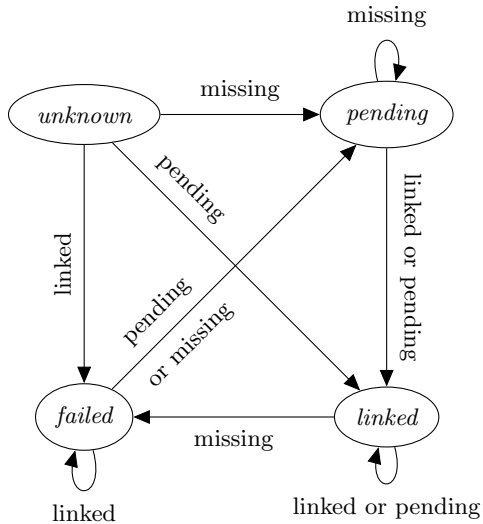 missing
unknown
missing
pending
pending
linked or pending
linked
pending
or missing
failed
missing
linked
linked
linked or pending